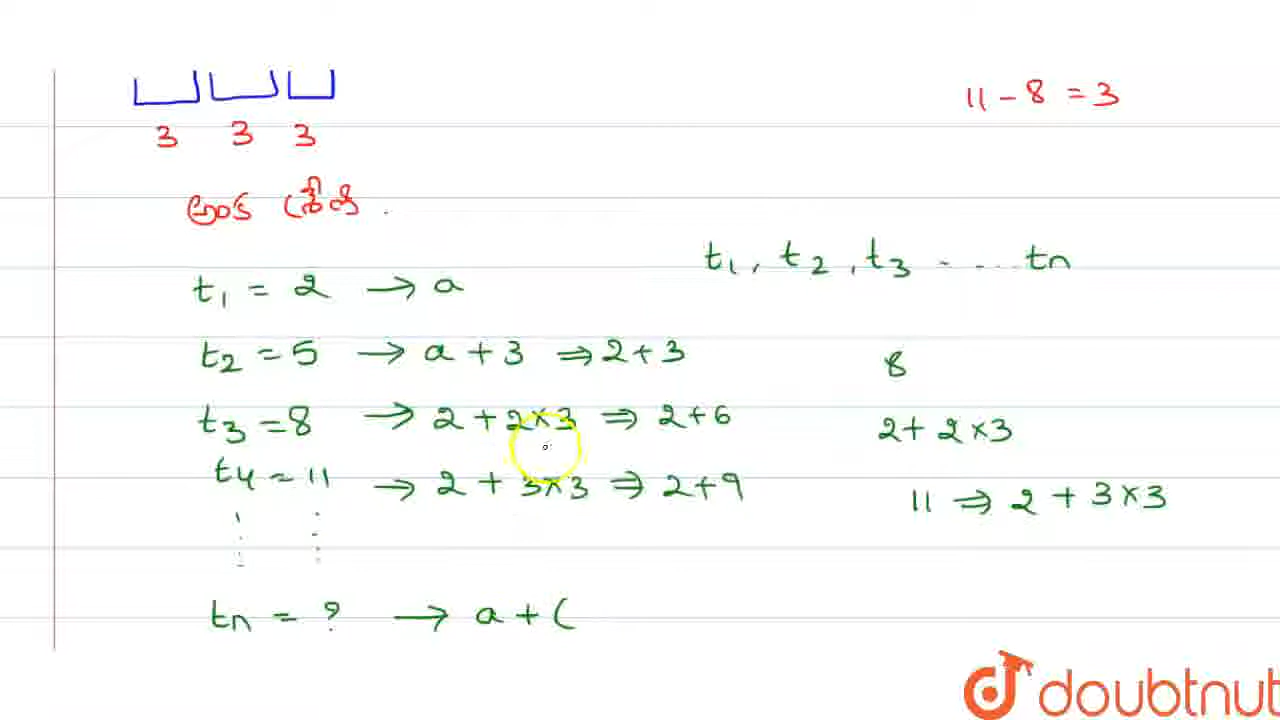 11 - 8 = 3
3 3 3
అంక శ్రేఢి.
t1, t2, t3 ..... tn
t1 = 2 → a
t2 = 5 → a + 3 ⇒ 2 + 3
8
t3 = 8 → 2 + 2×3 ⇒ 2+6
2 + 2×3
t4 = 11 → 2 + 3×3 ⇒ 2+9
11 ⇒ 2 + 3×3
tn = ? → a + (
doubtnut